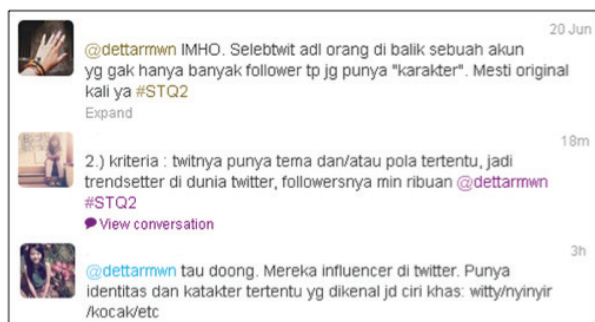 20 Jun
@dettarmwn IMHO. Selebtwit adl orang di balik sebuah akun
yg gak hanya banyak follower tp jg punya "karakter". Mesti original
kali ya #STQ2
Expand
18m
2.) kriteria : twitnya punya tema dan/atau pola tertentu, jadi
trendsetter di dunia twitter, followersnya min ribuan @dettarmwn
#STQ2
View conversation
3h
@dettarmwn tau doong. Mereka influencer di twitter. Punya
identitas dan katakter tertentu yg dikenal jd ciri khas: witty/nyinyir
/kocak/etc